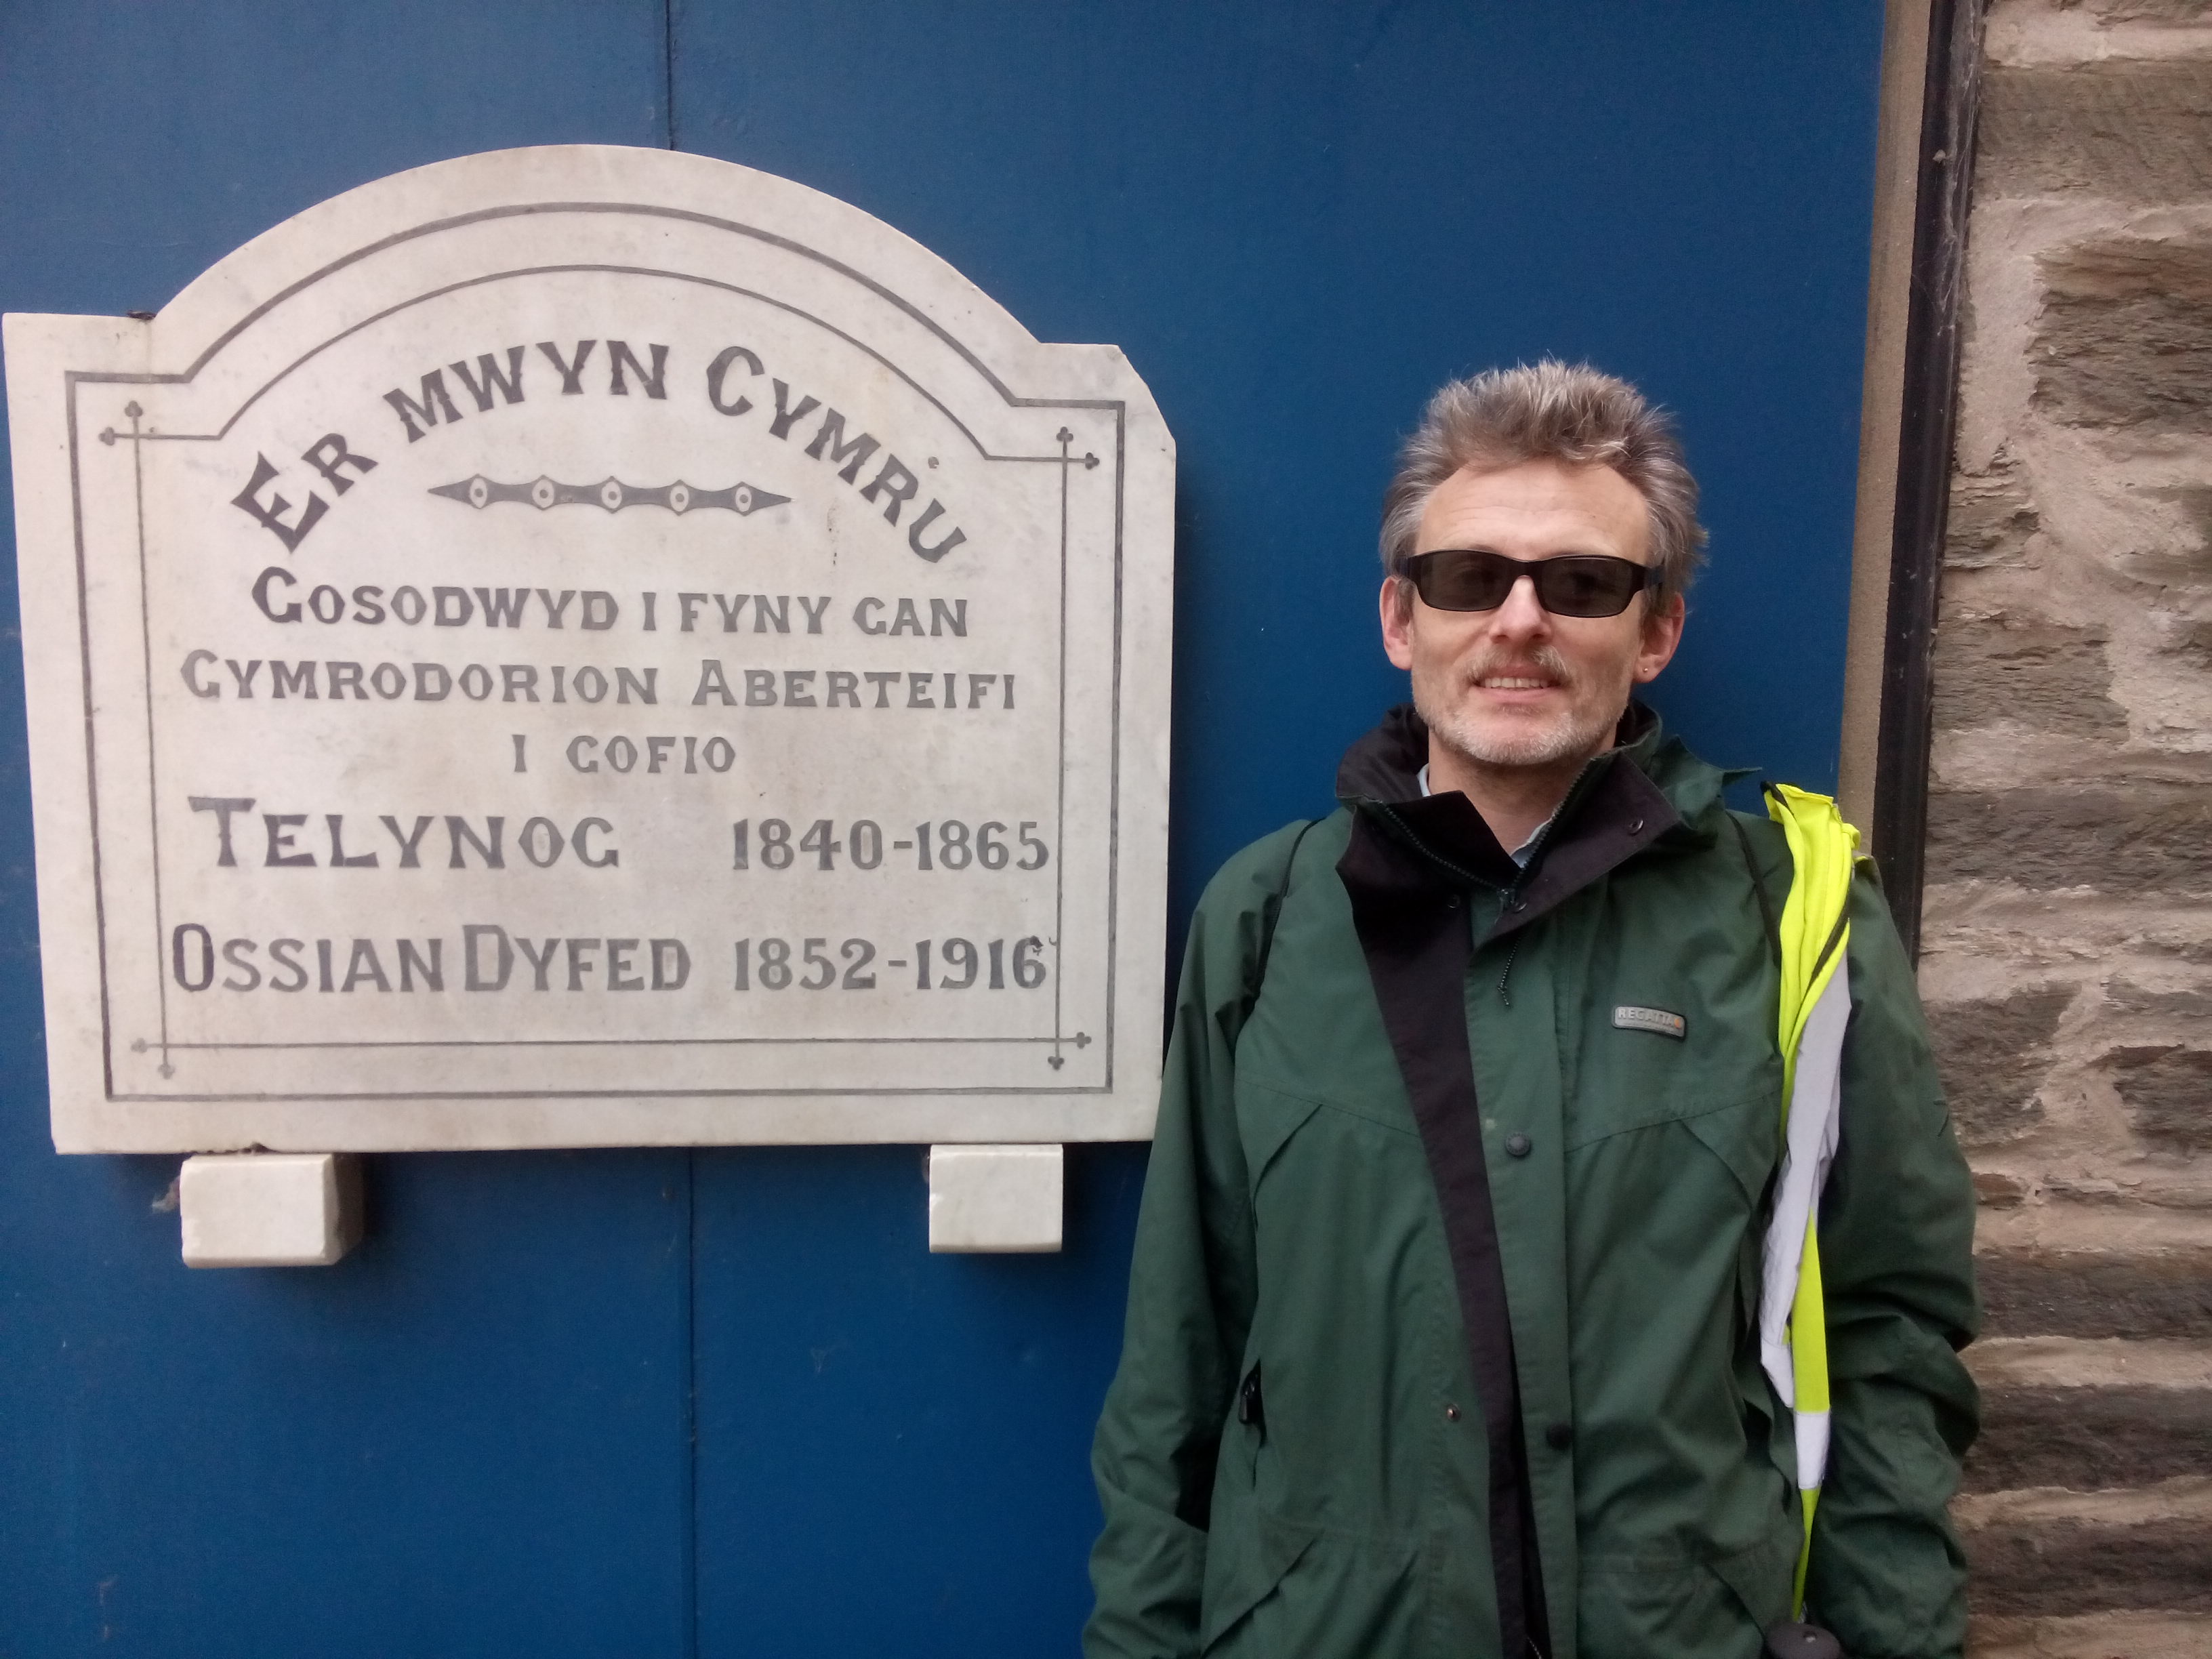 ER MWYN CYMRU
GOSODWYD I FYNY GAN
CYMRODORION ABERTEIFI
I GOFIO
TELYNOG 1840-1865
OSSIAN DYFED 1852-1916
REGATTA